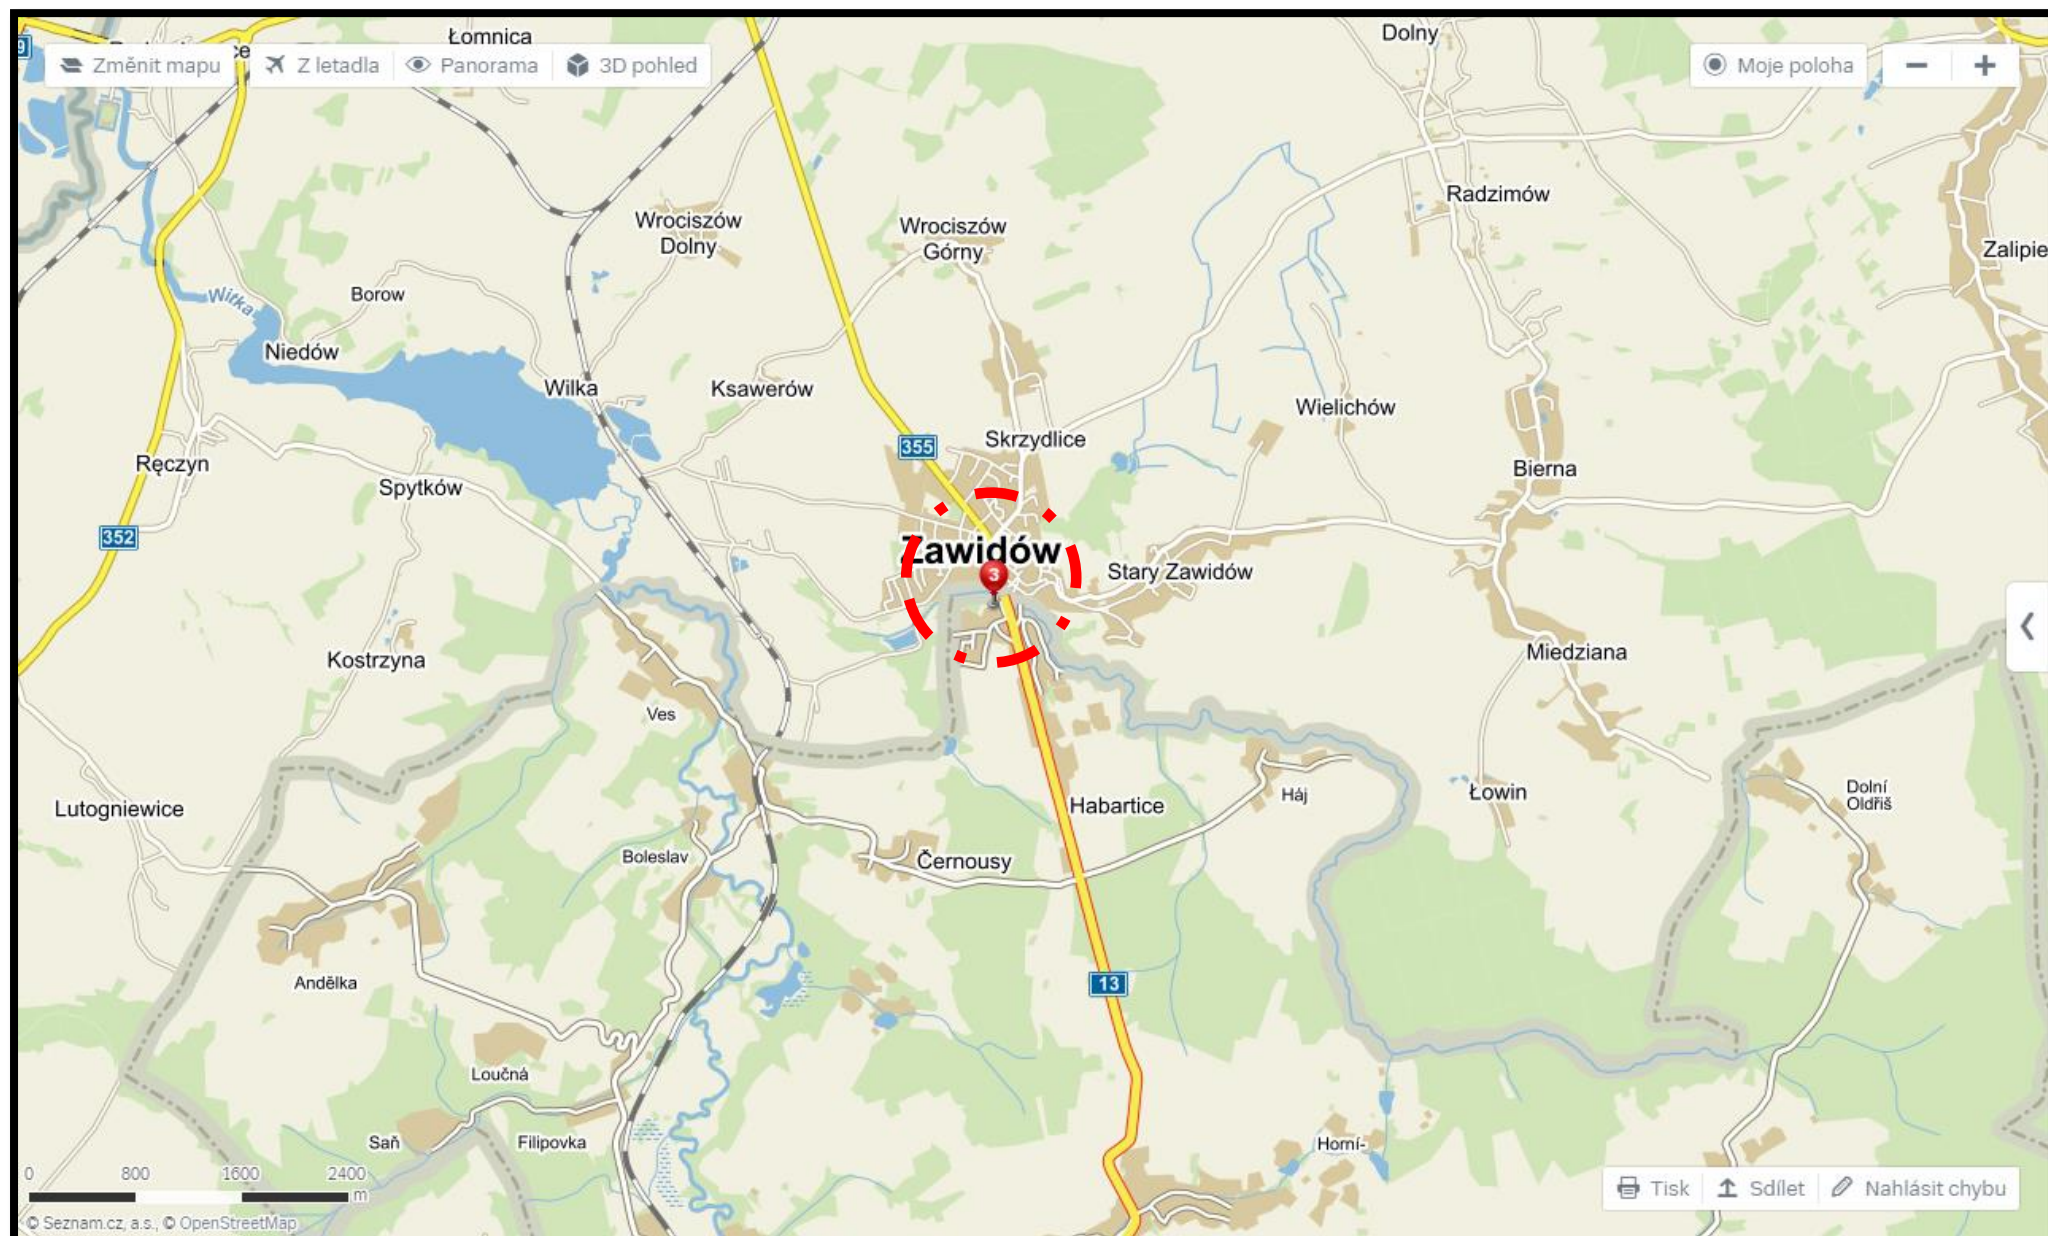 Łomnica
Dolny
Změnit mapu
Z letadla
Panorama
3D pohled
Moje poloha
Radzimów
Wrociszów
Dolny
Wrociszów
Górny
Zalipie
Witka
Borow
Niedów
Wilka
Ksawerów
Wielichów
355
Skrzydlice
Ręczyn
Spytków
Bierna
352
Zawidów
3
Stary Zawidów
Kostrzyna
Miedziana
Ves
Lutogniewice
Habartice
Háj
Łowin
Dolní
Oldřiš
Boleslav
Černousy
Andělka
13
Loučná
Saň
Filipovka
Horní-
0 800 1600 2400
m
Tisk
Sdílet
Nahlásit chybu
© Seznam.cz, a.s., © OpenStreetMap